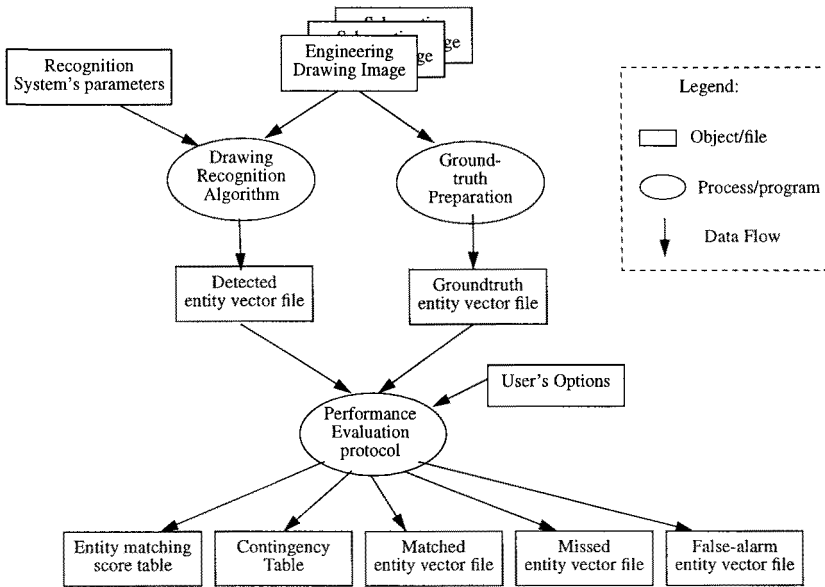 Engineering
Drawing Image
Recognition
System's parameters
Legend:
Object/file
Process/program
Data Flow
Drawing
Recognition
Algorithm
Ground-
truth
Preparation
Detected
entity vector file
Groundtruth
entity vector file
User's Options
Performance
Evaluation
protocol
Entity matching
score table
Contingency
Table
Matched
entity vector file
Missed
entity vector file
False-alarm
entity vector file